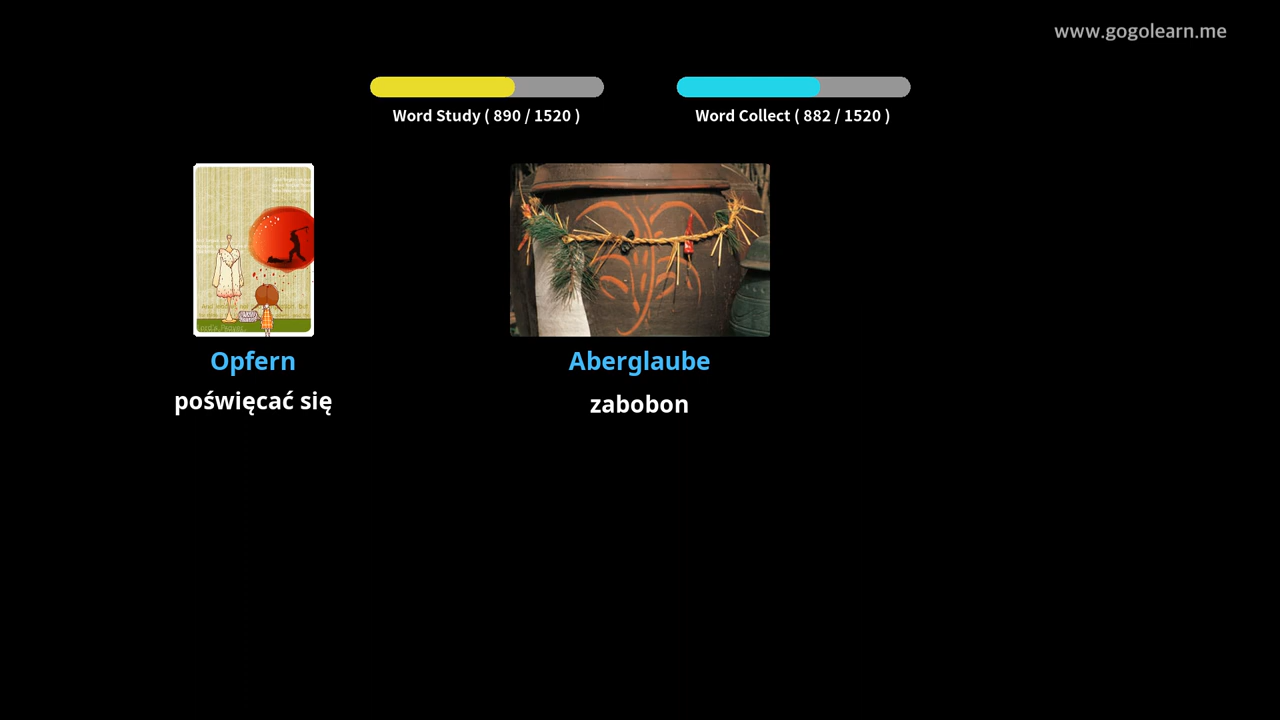 www.gogolearn.me
Word Study ( 890 / 1520 )
Word Collect ( 882 / 1520 )
Opfern
Aberglaube
poświęcać się
zabobon